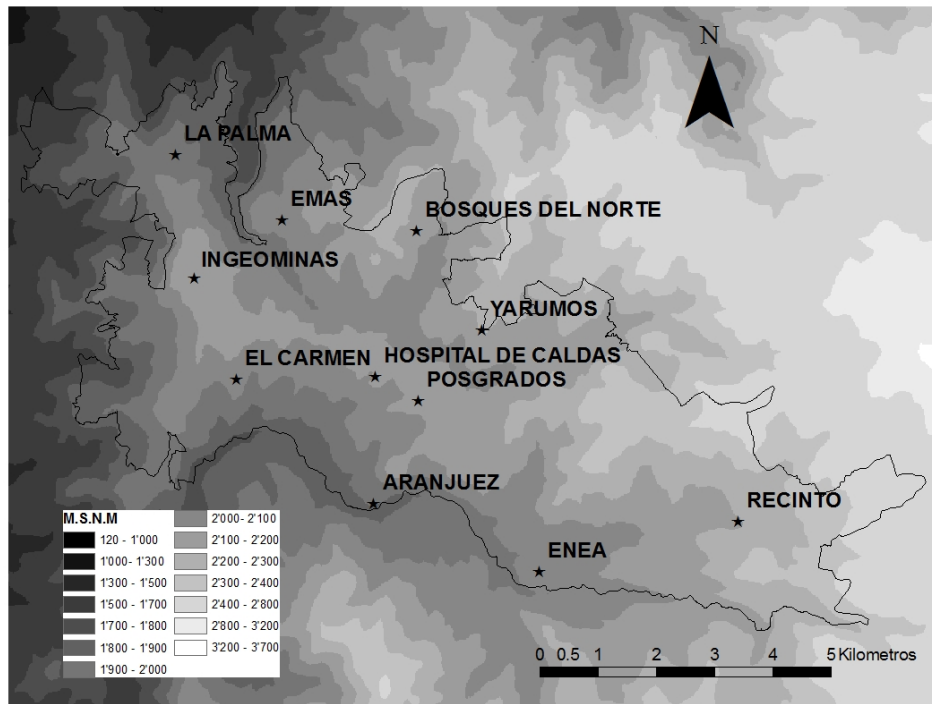 N
LA PALMA
EMAS
BOSQUES DEL NORTE
INGEOMINAS
YARUMOS
EL CARMEN
HOSPITAL DE CALDAS
POSGRADOS
ARANJUEZ
RECINTO
ENEA
M.S.N.M
120 - 1'000
1'000 - 1'300
1'300 - 1'500
1'500 - 1'700
1'700 - 1'800
1'800 - 1'900
1'900 - 2'000
2'000 - 2'100
2'100 - 2'200
2'200 - 2'300
2'300 - 2'400
2'400 - 2'800
2'800 - 3'200
3'200 - 3'700
0 0.5 1 2 3 4 5 Kilometros